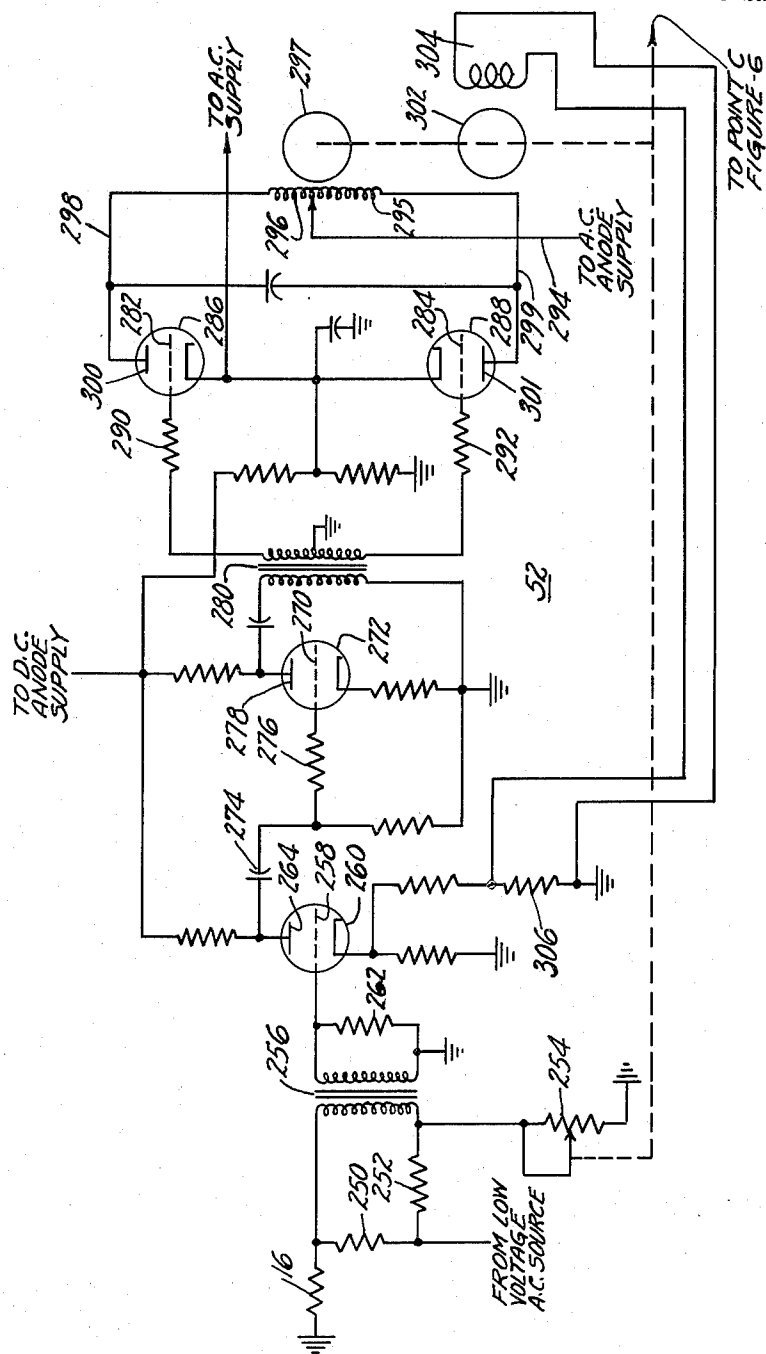 TO D.C.
ANODE
SUPPLY
TO A.C.
SUPPLY
298
300
282
286
290
296
295
297
304
302
284
288
301
292
299
294
TO A.C.
ANODE
SUPPLY
TO POINT C
FIGURE-6
280
270
272
278
276
274
264
258
260
52
306
262
256
250
252
254
16
FROM LOW
VOLTAGE
A.C. SOURCE